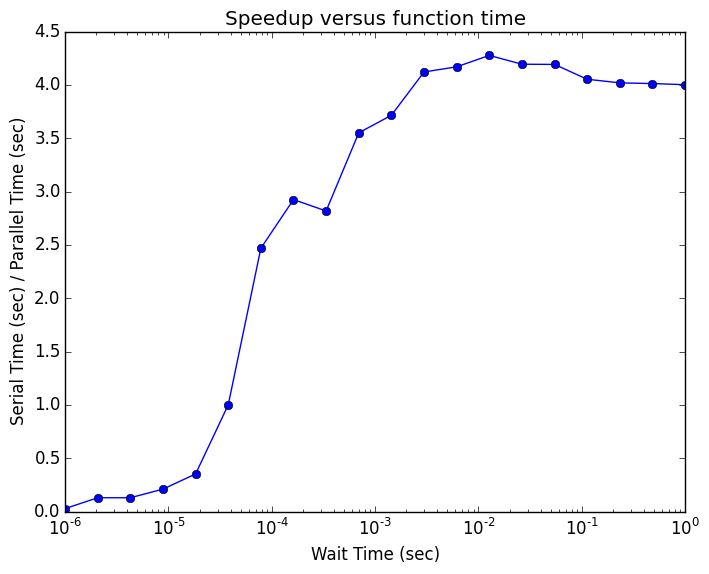 Speedup versus function time
Serial Time (sec) / Parallel Time (sec)
4.5
4.0
3.5
3.0
2.5
2.0
1.5
1.0
0.5
0.0
10^-6 10^-5 10^-4 10^-3 10^-2 10^-1 10^0
Wait Time (sec)